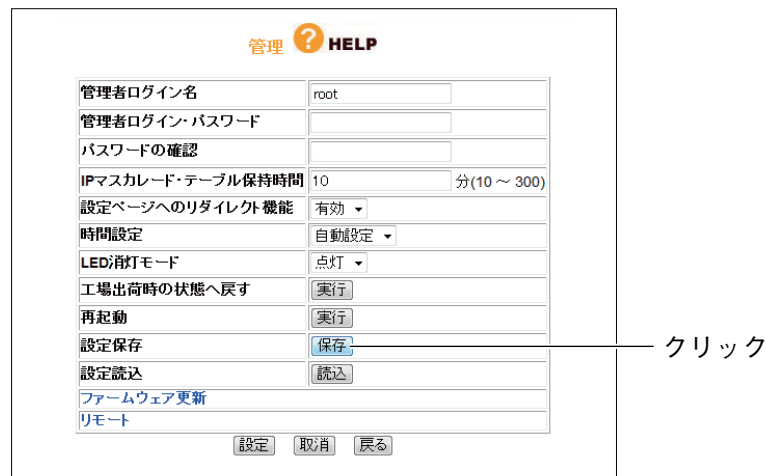 管理 ? HELP
管理者ログイン名 root
管理者ログイン・パスワード
パスワードの確認
IPマスカレード・テーブル保持時間 10 分(10 ～ 300)
設定ページへのリダイレクト機能 有効
時間設定 自動設定
LED消灯モード 点灯
工場出荷時の状態へ戻す 実行
再起動 実行
設定保存 保存 クリック
設定読込 読込
ファームウェア更新
リモート
設定 取消 戻る